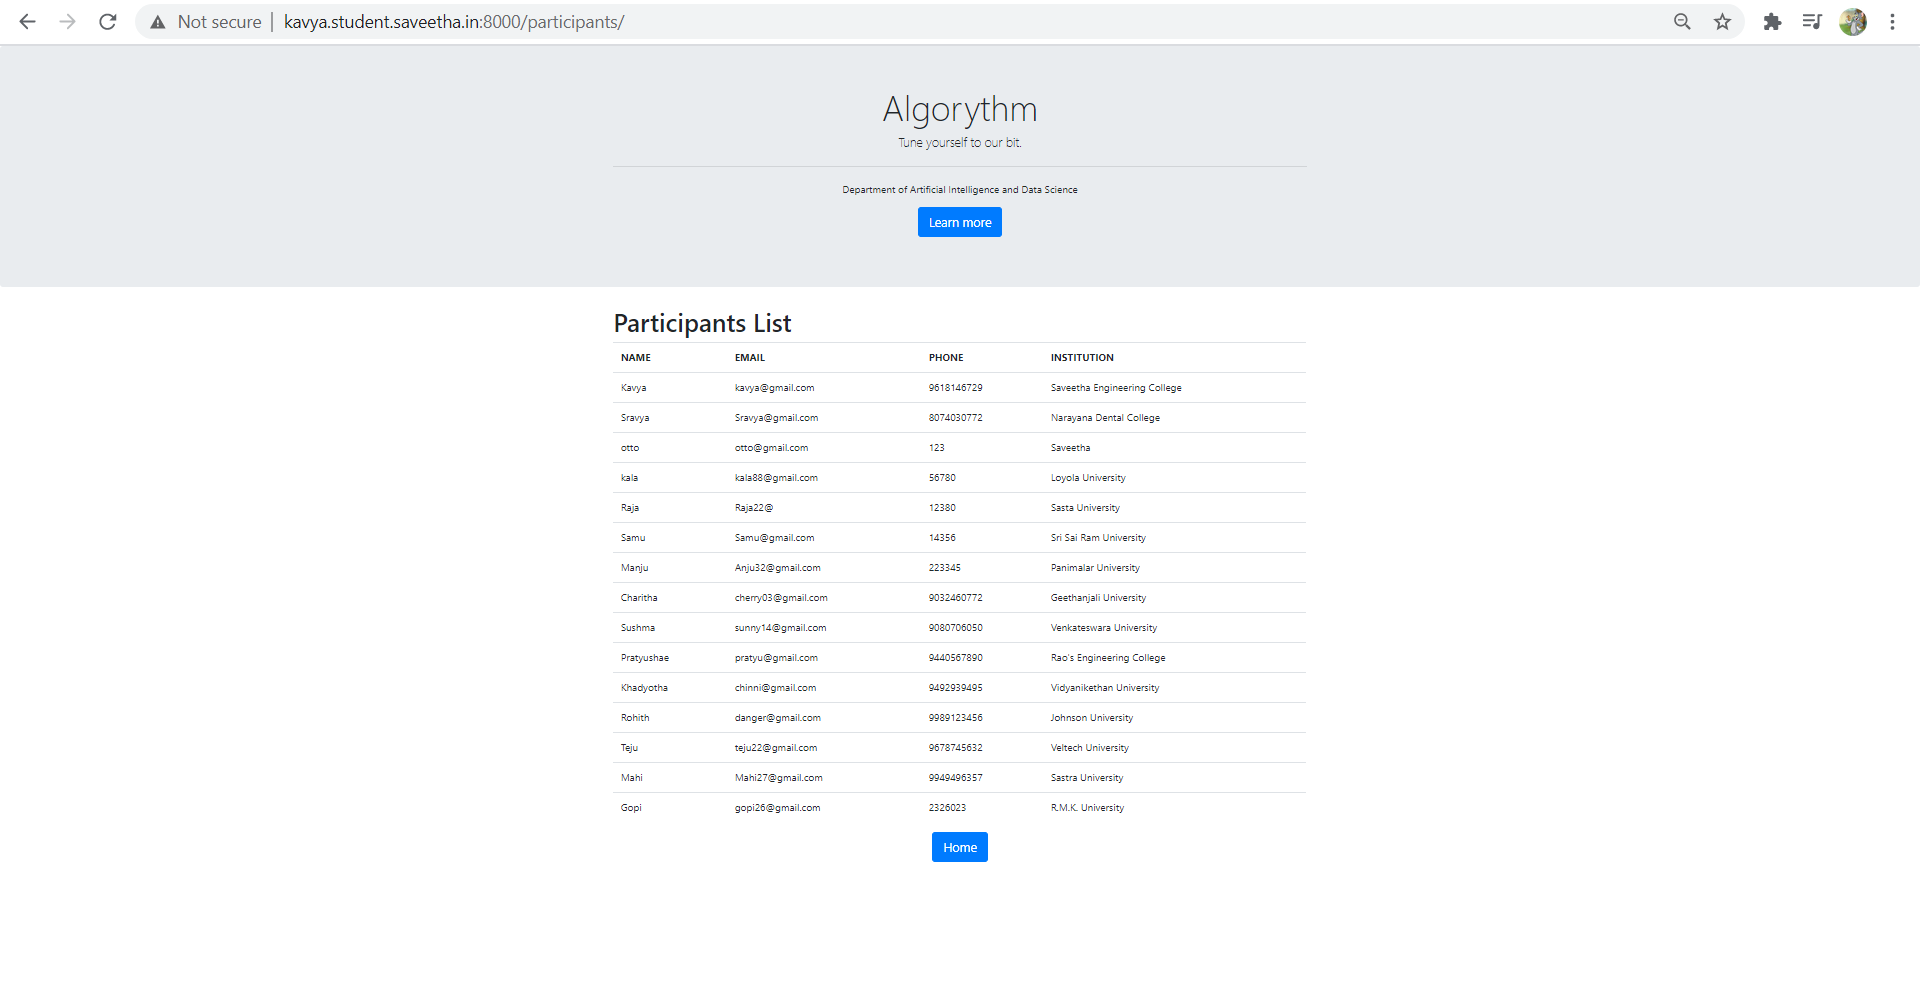 Not secure | kavya.student.saveetha.in:8000/participants/
Algorythm
Tune yourself to our bit.
Department of Artificial Intelligence and Data Science
Learn more
Participants List
NAME EMAIL PHONE INSTITUTION
Kavya kavya@gmail.com 9618146729 Saveetha Engineering College
Sravya Sravya@gmail.com 8074030772 Narayana Dental College
otto otto@gmail.com 123 Saveetha
kala kala88@gmail.com 56780 Loyola University
Raja Raja22@ 12380 Sasta University
Samu Samu@gmail.com 14356 Sri Sai Ram University
Manju Anju32@gmail.com 223345 Panimalar University
Charitha cherry03@gmail.com 9032460772 Geethanjali University
Sushma sunny14@gmail.com 9080706050 Venkateswara University
Pratyushae pratyu@gmail.com 9440567890 Rao's Engineering College
Khadyotha chinni@gmail.com 9492939495 Vidyanikethan University
Rohith danger@gmail.com 9989123456 Johnson University
Teju teju22@gmail.com 9678745632 Veltech University
Mahi Mahi27@gmail.com 9949496357 Sastra University
Gopi gopi26@gmail.com 2326023 R.M.K. University
Home